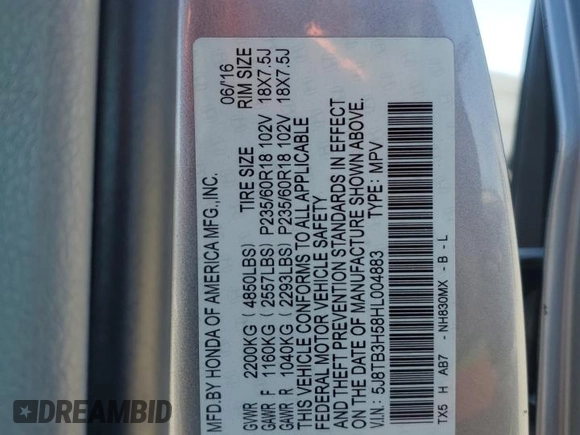 MFD.BY HONDA OF AMERICA MFG.,INC. 06/'16
TIRE SIZE RIM SIZE
GVWR 2200KG ( 4850LBS)
GAWR F 1160KG ( 2557LBS) P235/60R18 102V 18X7.5J
GAWR R 1040KG ( 2293LBS) P235/60R18 102V 18X7.5J
THIS VEHICLE CONFORMS TO ALL APPLICABLE
FEDERAL MOTOR VEHICLE SAFETY
AND THEFT PREVENTION STANDARDS IN EFFECT
ON THE DATE OF MANUFACTURE SHOWN ABOVE.
V.I.N.: 5J8TB3H58HL004883 TYPE: MPV
TX5 H AB7 - NH830MX - B - L
DREAMBID